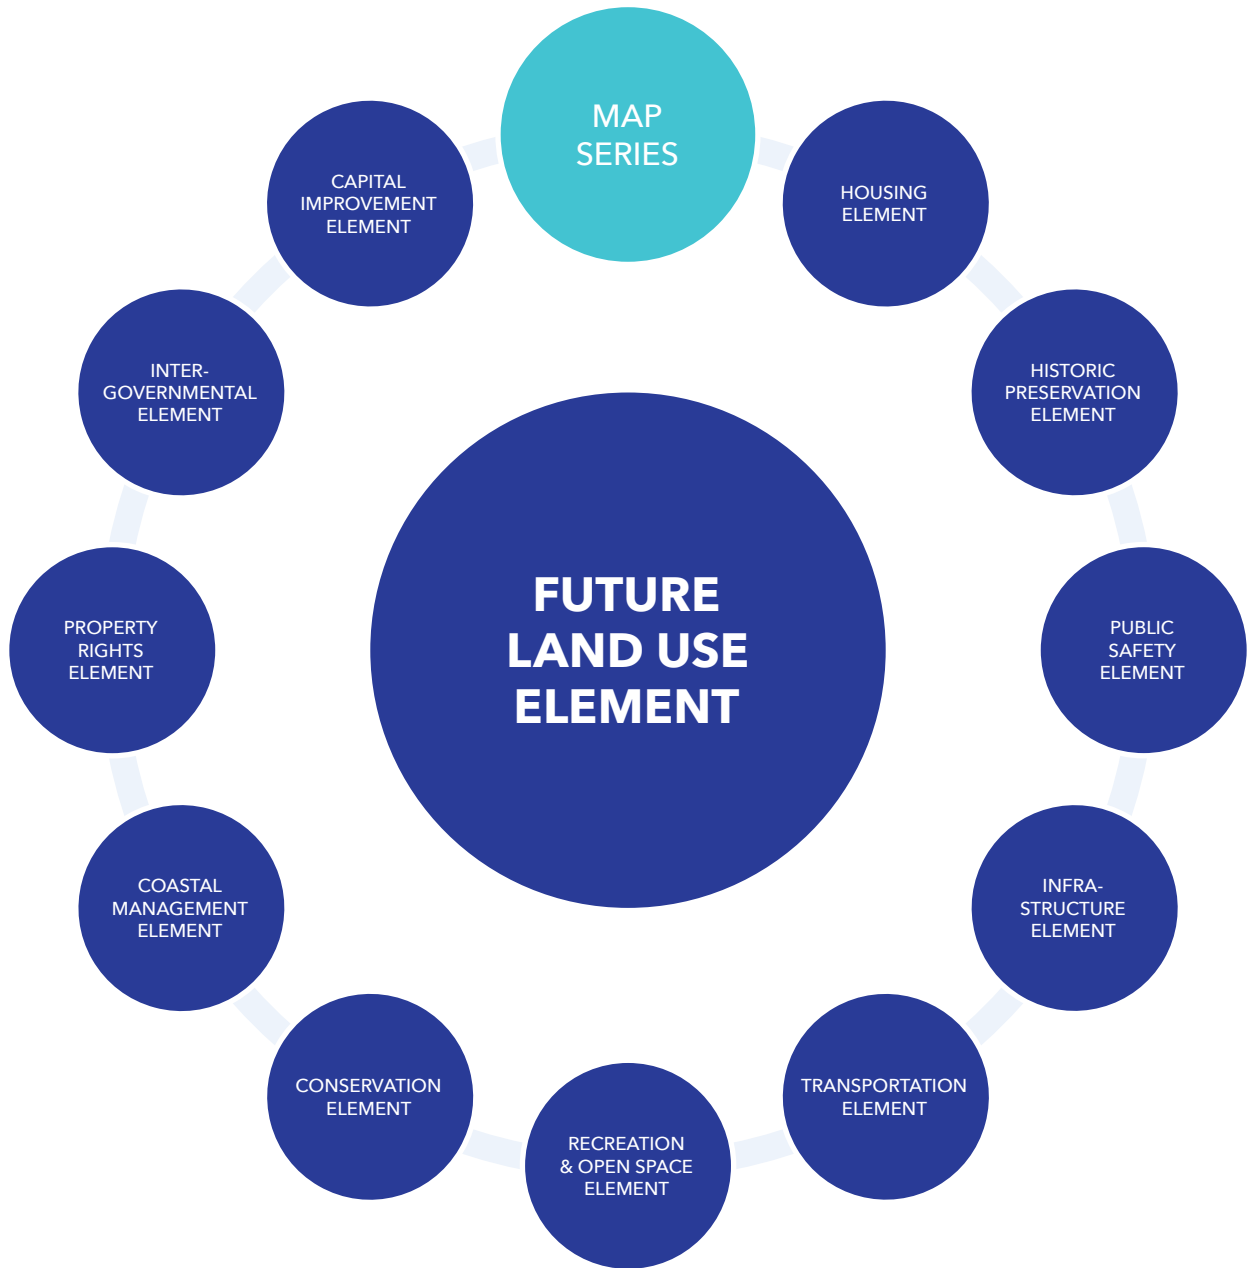 MAP
SERIES
HOUSING
ELEMENT
HISTORIC
PRESERVATION
ELEMENT
PUBLIC
SAFETY
ELEMENT
INFRA-
STRUCTURE
ELEMENT
TRANSPORTATION
ELEMENT
RECREATION
& OPEN SPACE
ELEMENT
CONSERVATION
ELEMENT
COASTAL
MANAGEMENT
ELEMENT
PROPERTY
RIGHTS
ELEMENT
INTER-
GOVERNMENTAL
ELEMENT
CAPITAL
IMPROVEMENT
ELEMENT
FUTURE
LAND USE
ELEMENT